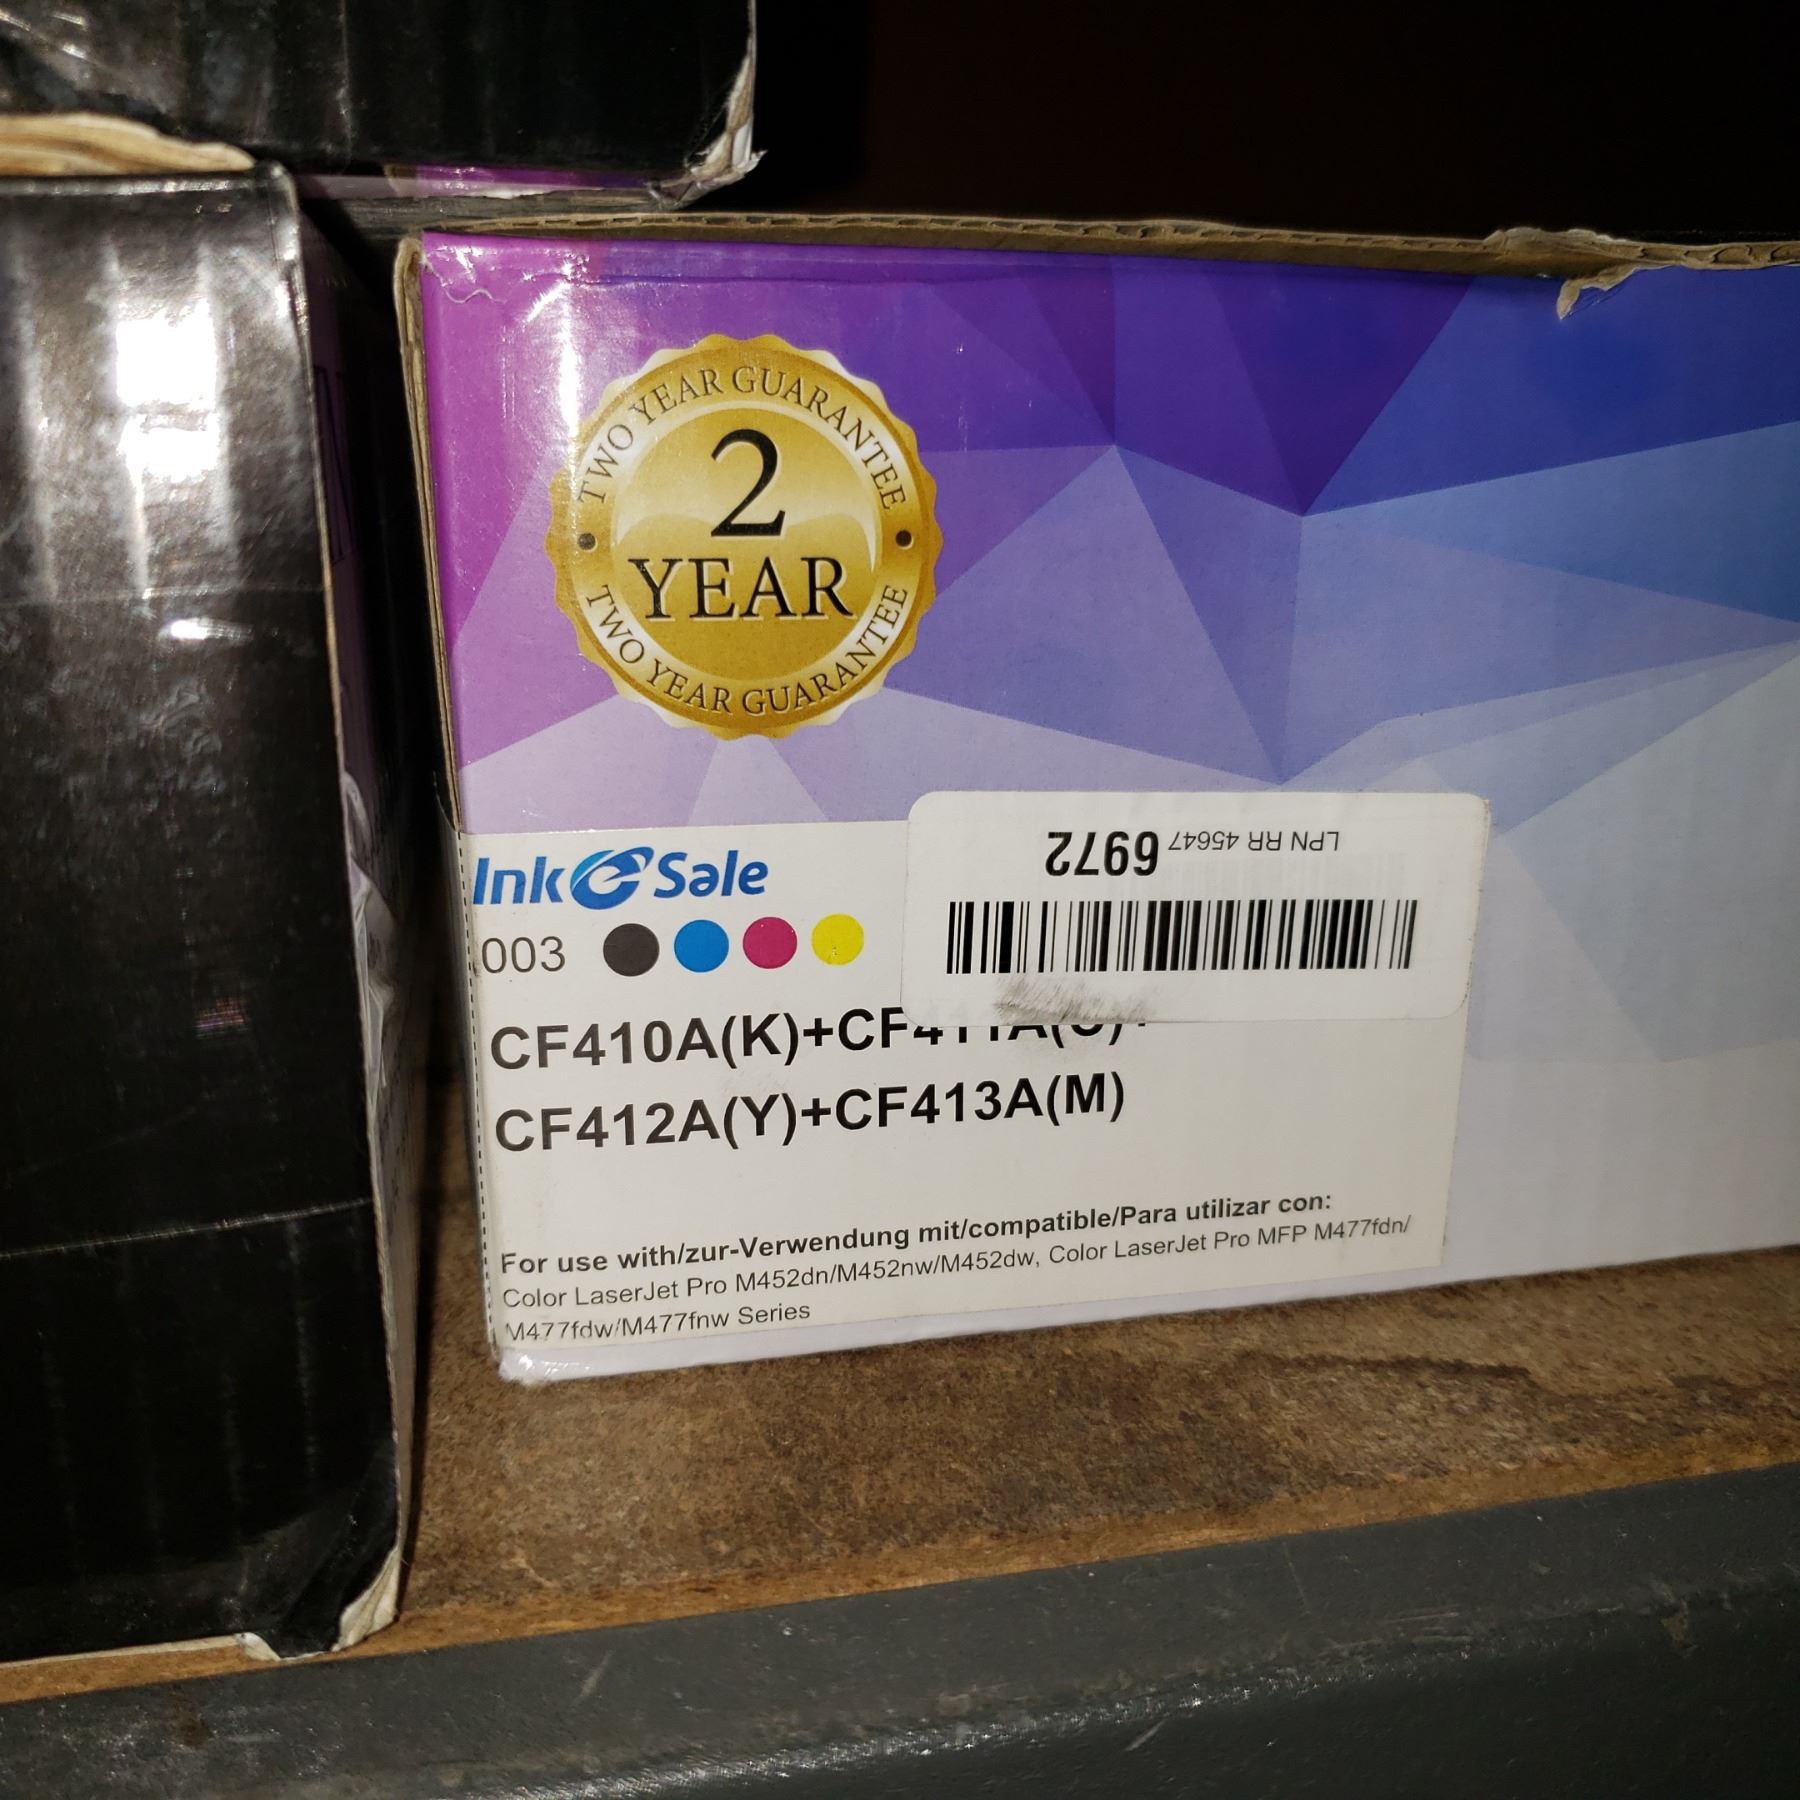 TWO YEAR GUARANTEE
2
YEAR
TWO YEAR GUARANTEE
Ink Sale
003
LPN RR 45647 6972
CF410A(K)+CF411A(C)+
CF412A(Y)+CF413A(M)
For use with/zur-Verwendung mit/compatible/Para utilizar con:
Color LaserJet Pro M452dn/M452nw/M452dw, Color LaserJet Pro MFP M477fdn/
M477fdw/M477fnw Series